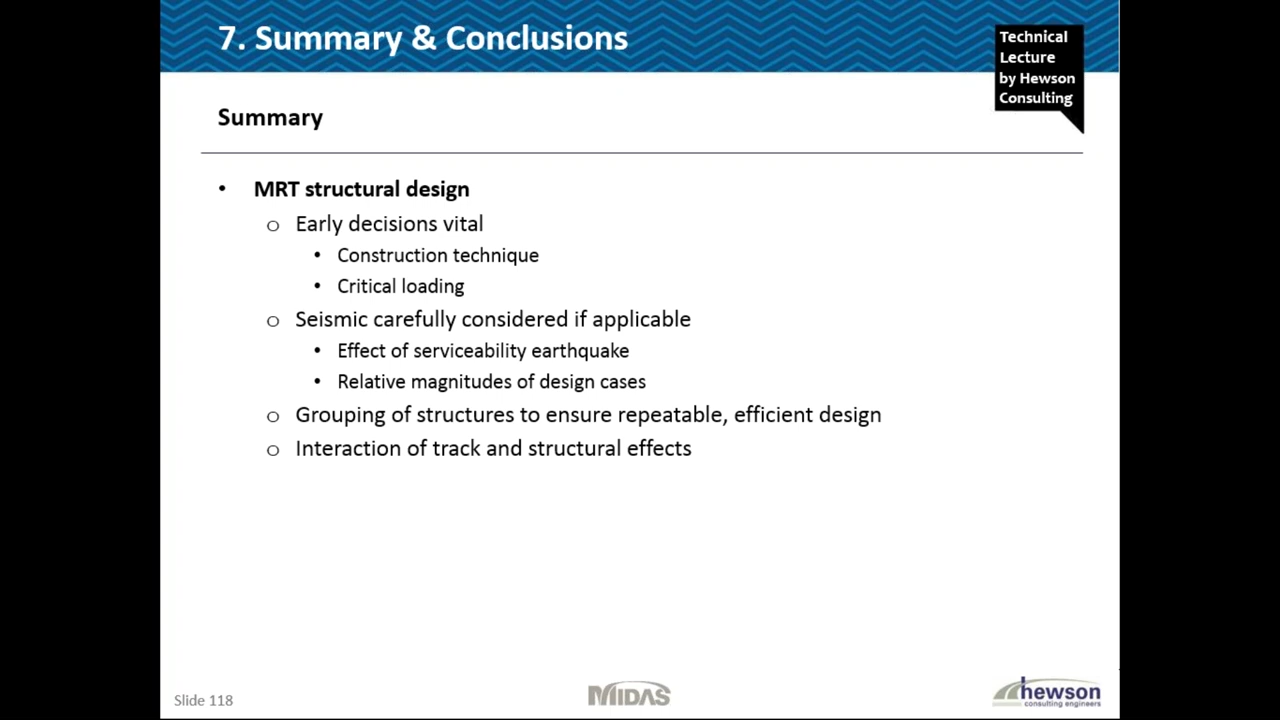 7. Summary & Conclusions
Technical
Lecture
by Hewson
Consulting
Summary
• MRT structural design
o Early decisions vital
• Construction technique
• Critical loading
o Seismic carefully considered if applicable
• Effect of serviceability earthquake
• Relative magnitudes of design cases
o Grouping of structures to ensure repeatable, efficient design
o Interaction of track and structural effects
Slide 118
MIDAS
hewson
consulting engineers